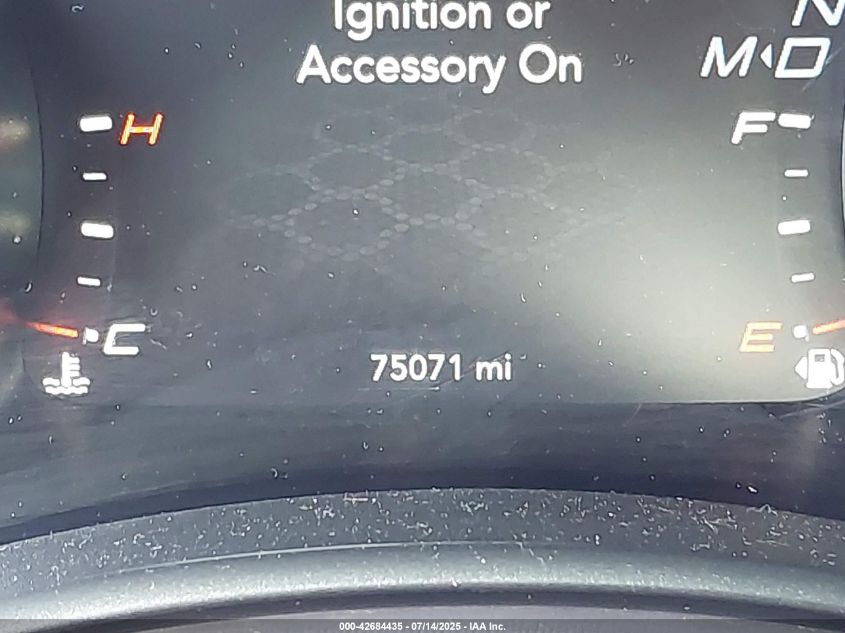 Ignition or
Accessory On
N
M D
H
F
C
E
75071 mi
000-42684435 - 07/14/2025 - IAA Inc.